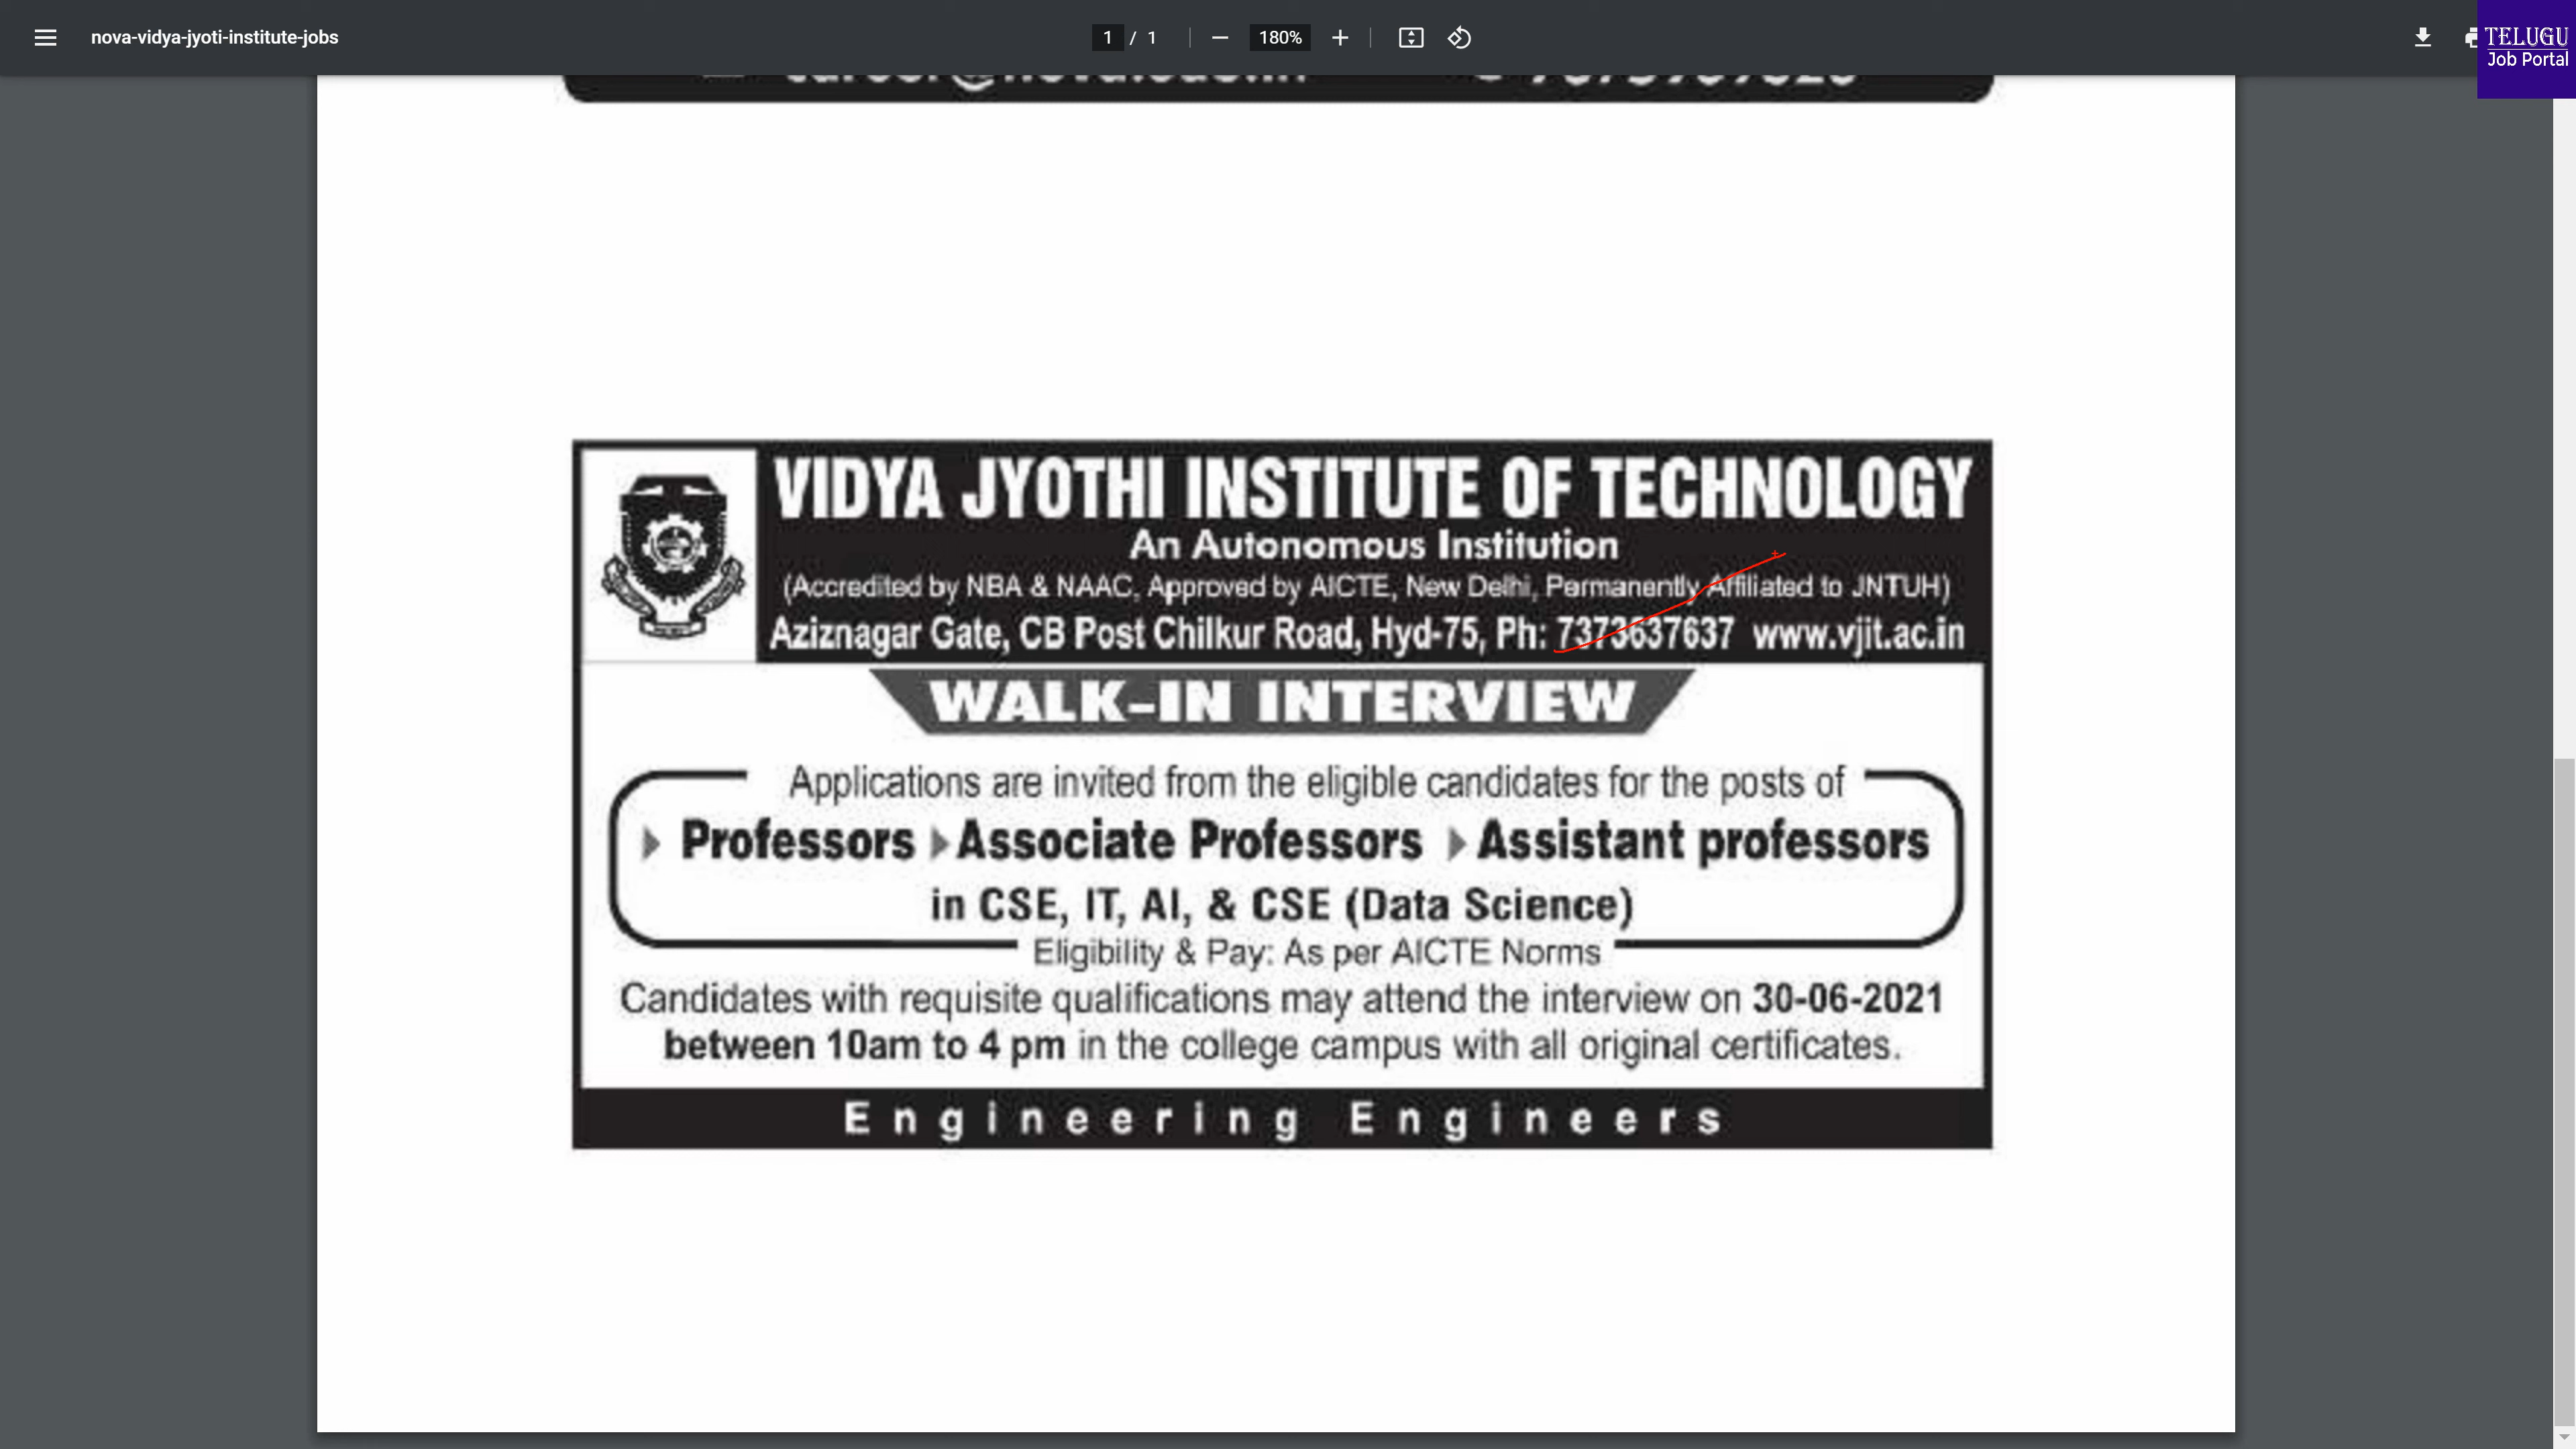 nova-vidya-jyoti-institute-jobs
1 / 1
180%
TELUGU
Job Portal
VIDYA JYOTHI INSTITUTE OF TECHNOLOGY
An Autonomous Institution
(Accredited by NBA & NAAC, Approved by AICTE, New Delhi, Permanently Affiliated to JNTUH)
Aziznagar Gate, CB Post Chilkur Road, Hyd-75, Ph: 7373637637 www.vjit.ac.in
WALK-IN INTERVIEW
Applications are invited from the eligible candidates for the posts of
Professors Associate Professors Assistant professors
in CSE, IT, AI, & CSE (Data Science)
Eligibility & Pay: As per AICTE Norms
Candidates with requisite qualifications may attend the interview on 30-06-2021
between 10am to 4 pm in the college campus with all original certificates.
Engineering Engineers